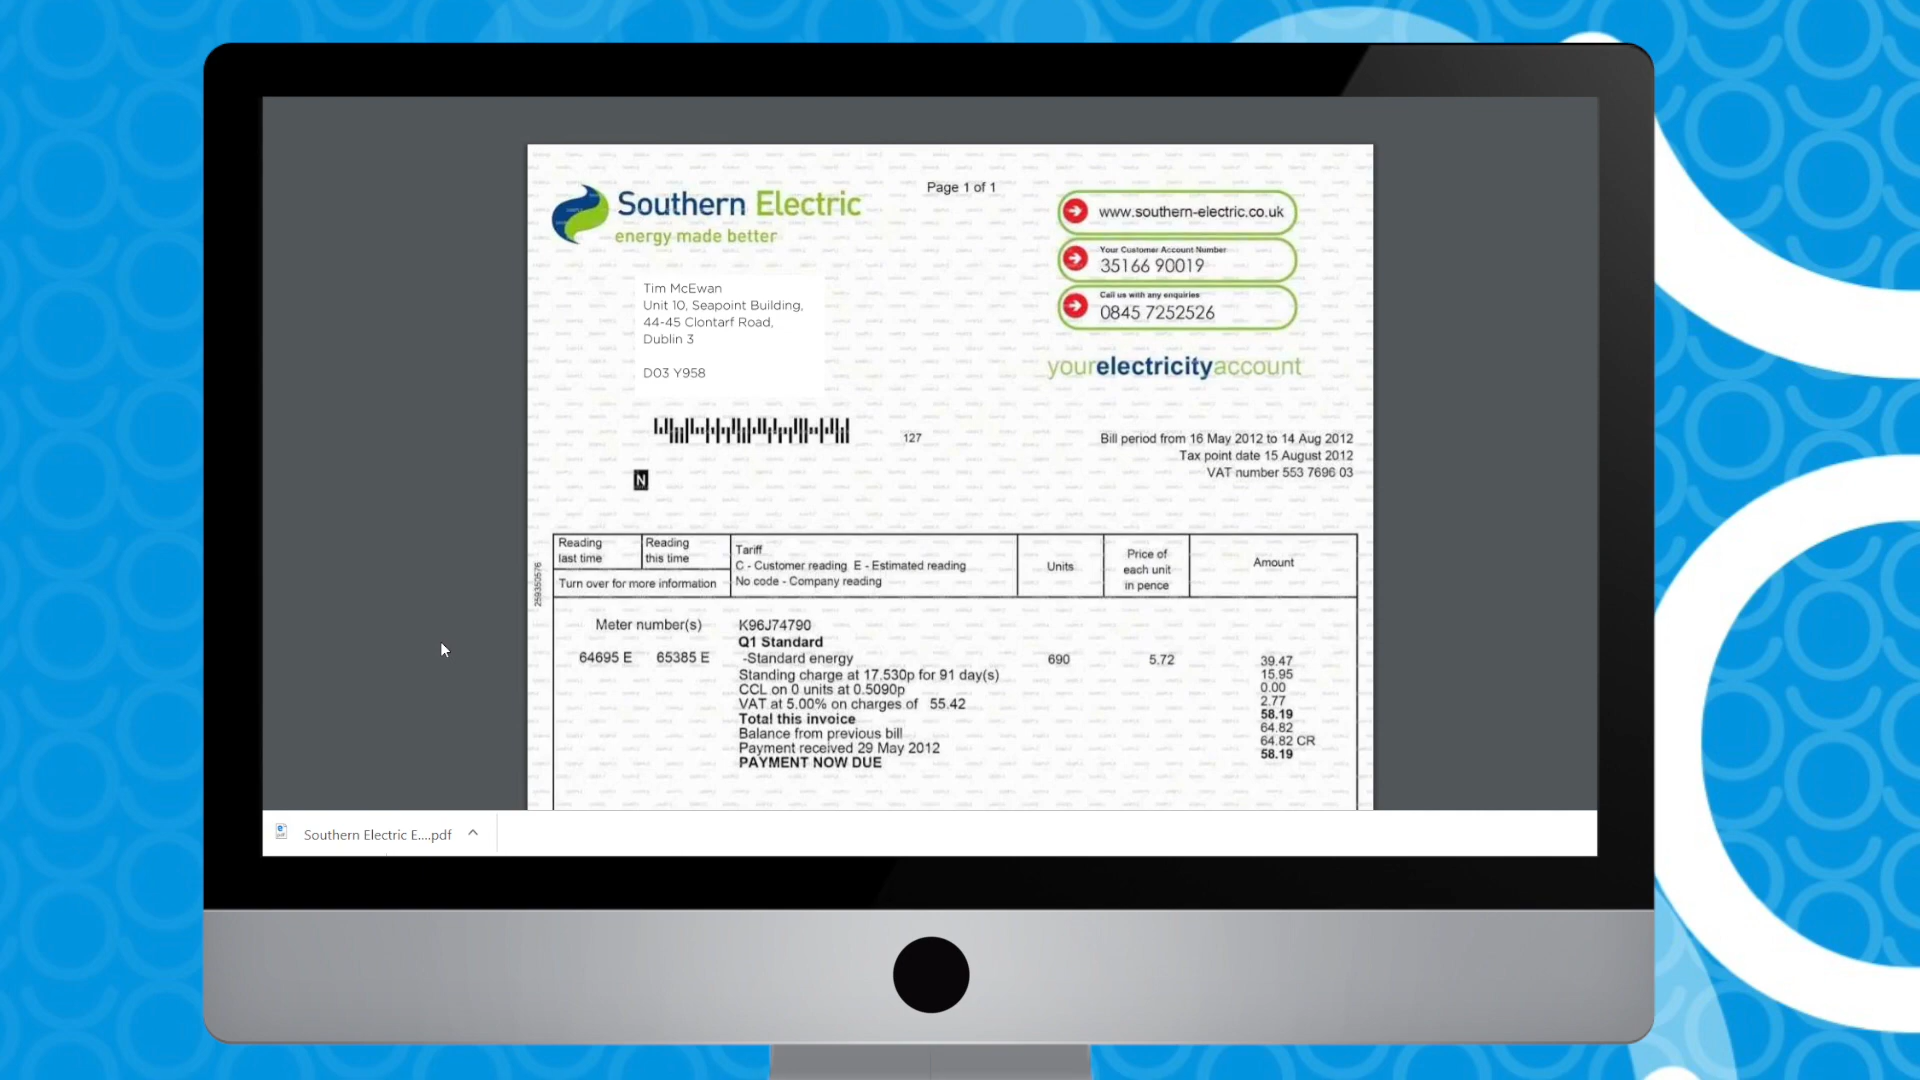 Southern Electric
energy made better
Page 1 of 1
www.southern-electric.co.uk
Your Customer Account Number
35166 90019
Call us with any enquiries
0845 7252526
Tim McEwan
Unit 10, Seapoint Building,
44-45 Clontarf Road,
Dublin 3
D03 Y958
yourelectricityaccount
127
Bill period from 16 May 2012 to 14 Aug 2012
Tax point date 15 August 2012
VAT number 553 7696 03
N
Reading last time
Reading this time
Turn over for more information
Tariff
C - Customer reading E - Estimated reading
No code - Company reading
Units
Price of each unit in pence
Amount
259350576
Meter number(s) K96J74790
Q1 Standard
64695 E 65385 E -Standard energy 690 5.72 39.47
Standing charge at 17.530p for 91 day(s) 15.95
CCL on 0 units at 0.5090p 0.00
VAT at 5.00% on charges of 55.42 2.77
Total this invoice 58.19
Balance from previous bill 64.82
Payment received 29 May 2012 64.82 CR
PAYMENT NOW DUE 58.19
Southern Electric E....pdf